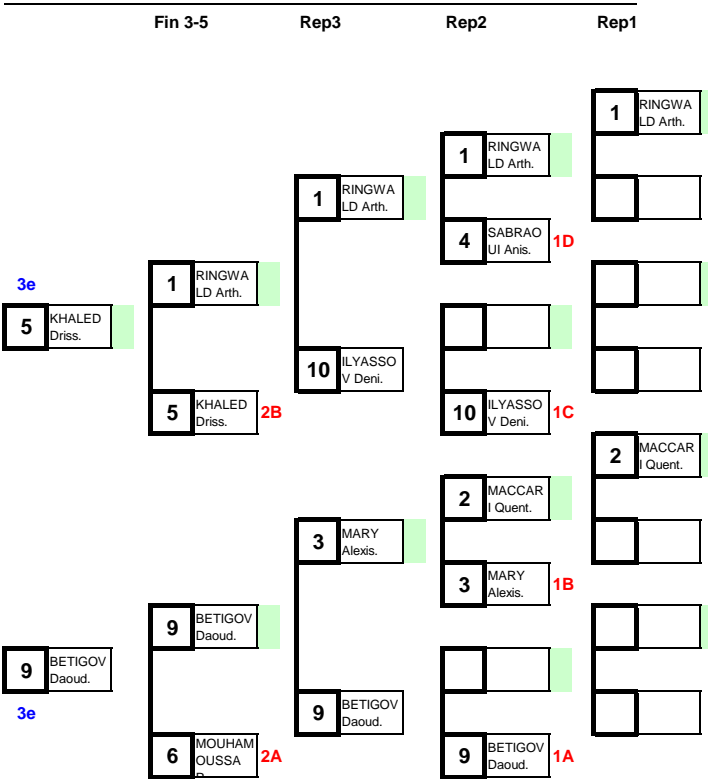 Fin 3-5 Rep3 Rep2 Rep1
1 RINGWA
LD Arth.
1 RINGWA
LD Arth.
1 RINGWA
LD Arth.
4 SABRAO
UI Anis. 1D
1 RINGWA
LD Arth.
3e
5 KHALED
Driss.
10 ILYASSO
V Deni.
5 KHALED
Driss. 2B
10 ILYASSO
V Deni. 1C
2 MACCAR
I Quent.
2 MACCAR
I Quent.
3 MARY
Alexis.
3 MARY
Alexis. 1B
9 BETIGOV
Daoud.
9 BETIGOV
Daoud.
3e
9 BETIGOV
Daoud.
6 MOUHAM
OUSSA 2A
9 BETIGOV
Daoud. 1A